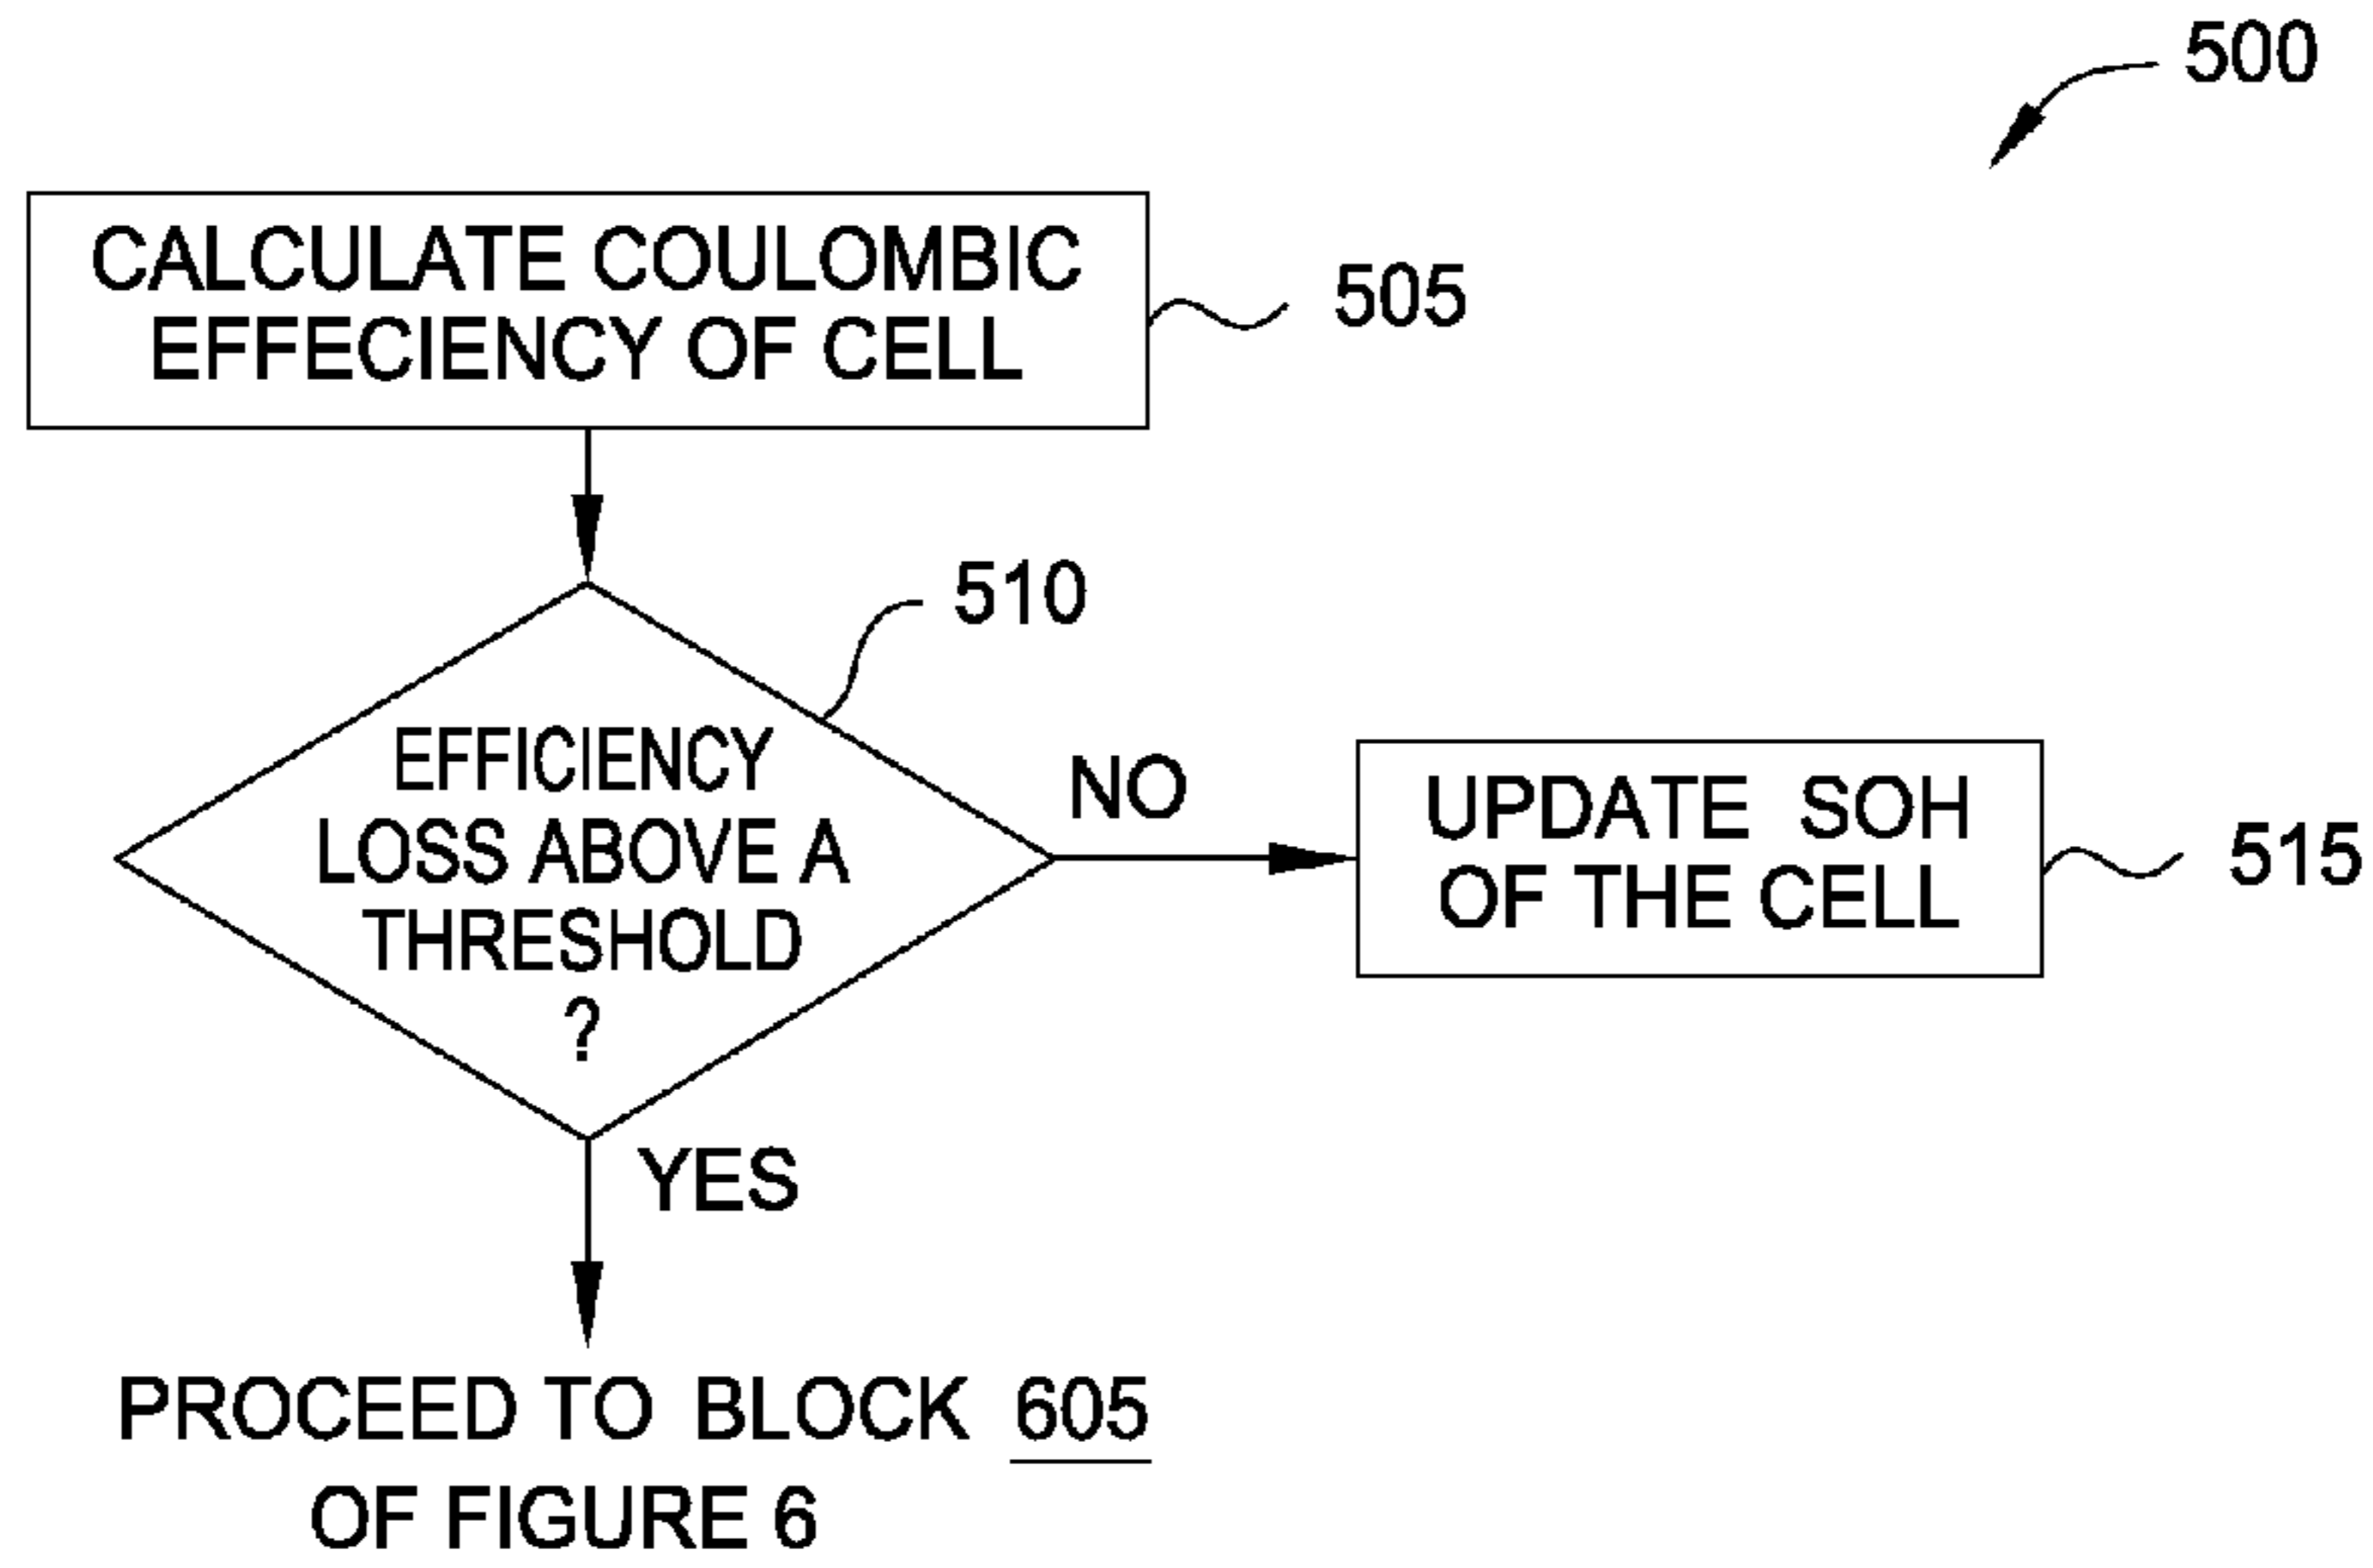 500
CALCULATE COULOMBIC
EFFECIENCY OF CELL
505
510
EFFICIENCY
LOSS ABOVE A
THRESHOLD
?
NO
UPDATE SOH
OF THE CELL
515
YES
PROCEED TO BLOCK 605
OF FIGURE 6